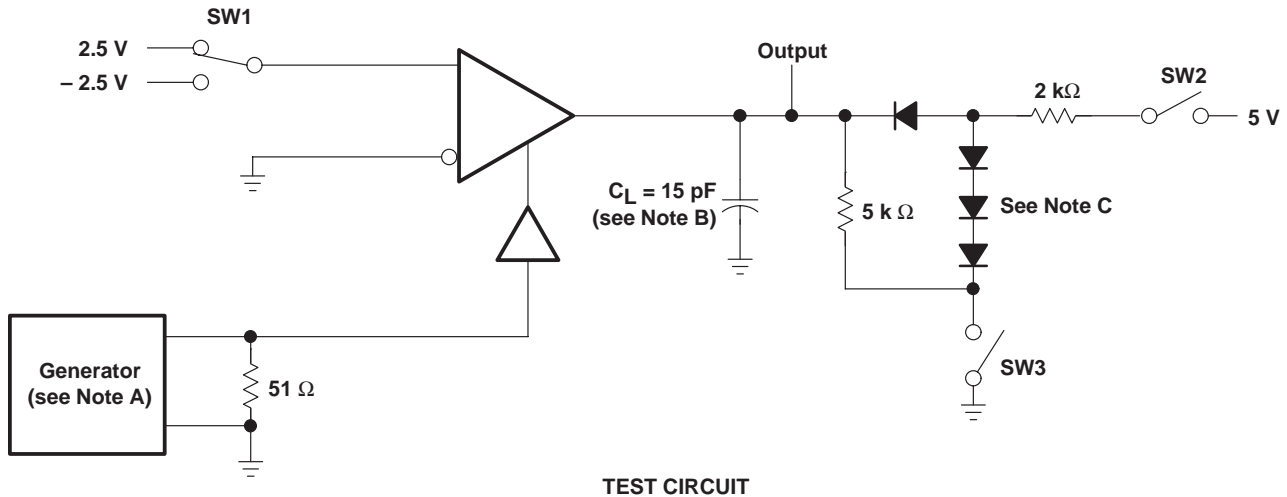 SW1
2.5 V
– 2.5 V
Output
2 kΩ
SW2
5 V
CL = 15 pF
(see Note B)
5 k Ω
See Note C
Generator
(see Note A)
51 Ω
SW3
TEST CIRCUIT